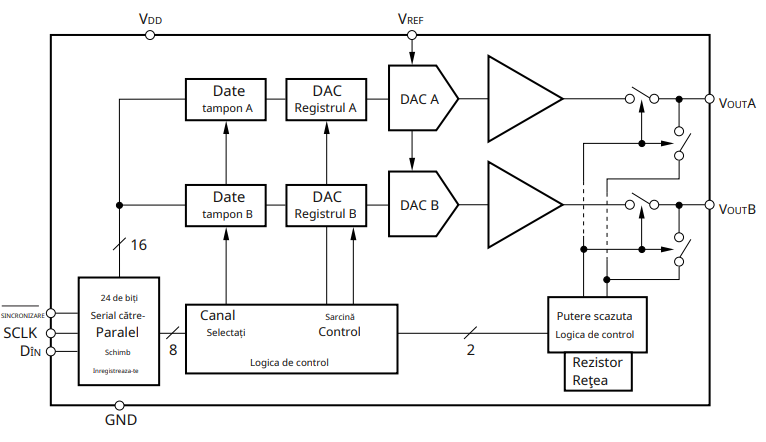 VDD
VREF
Date
tampon A
DAC
Registrul A
DAC A
VOUTA
Date
tampon B
DAC
Registrul B
DAC B
VOUTB
16
24 de biți
Serial către-
Paralel
Schimb
Inregistreaza-te
SINCRONIZARE
SCLK
DÎN
8
Canal
Selectați
Sarcină
Control
Logica de control
2
Putere scazuta
Logica de control
Rezistor
Reţea
GND